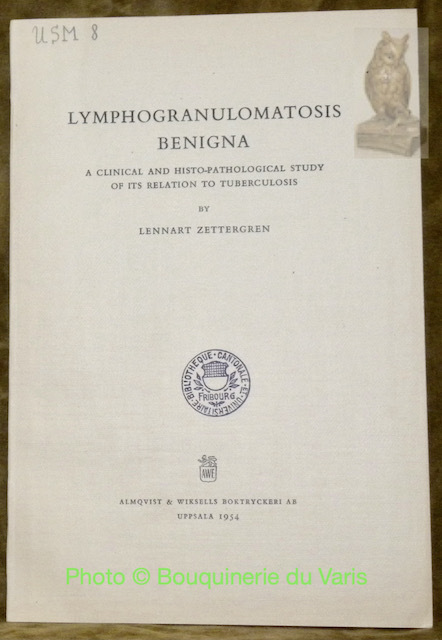 USM 8
LYMPHOGRANULOMATOSIS
BENIGNA
A CLINICAL AND HISTO-PATHOLOGICAL STUDY
OF ITS RELATION TO TUBERCULOSIS
BY
LENNART ZETTERGREN
BIBLIOTHÈQUE·CANTONALE·ET·UNIVERSITAIRE·
FRIBOURG
AWE
ALMQVIST & WIKSELLS BOKTRYCKERI AB
UPPSALA 1954
Photo © Bouquinerie du Varis